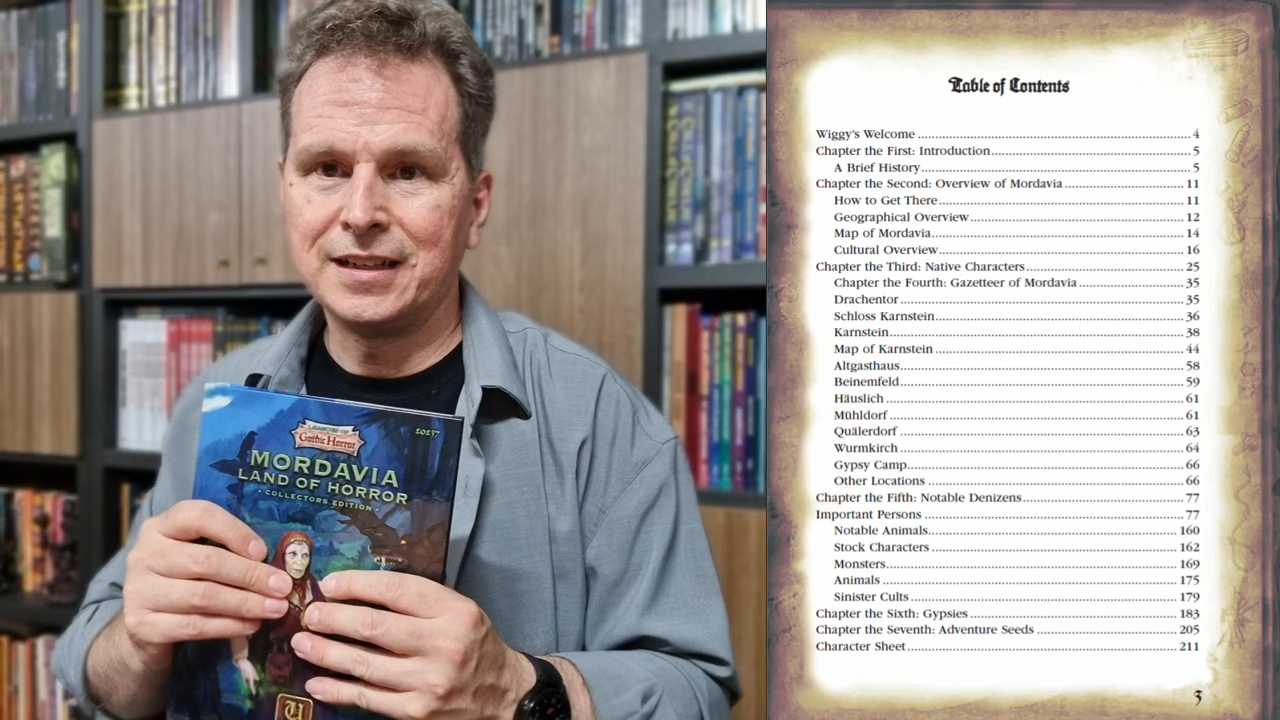 Gothic Horror
20237
MORDAVIA
LAND OF HORROR
• COLLECTORS EDITION •
Table of Contents
Wiggy's Welcome 4
Chapter the First: Introduction 5
A Brief History 5
Chapter the Second: Overview of Mordavia 11
How to Get There 11
Geographical Overview 12
Map of Mordavia 14
Cultural Overview 16
Chapter the Third: Native Characters 25
Chapter the Fourth: Gazetteer of Mordavia 35
Drachentor 35
Schloss Karnstein 36
Karnstein 38
Map of Karnstein 44
Altgasthaus 58
Beinemfeld 59
Häuslich 61
Mühldorf 61
Quälerdorf 63
Wurmkirch 64
Gypsy Camp 66
Other Locations 66
Chapter the Fifth: Notable Denizens 77
Important Persons 77
Notable Animals 160
Stock Characters 162
Monsters 169
Animals 175
Sinister Cults 179
Chapter the Sixth: Gypsies 183
Chapter the Seventh: Adventure Seeds 205
Character Sheet 211
3